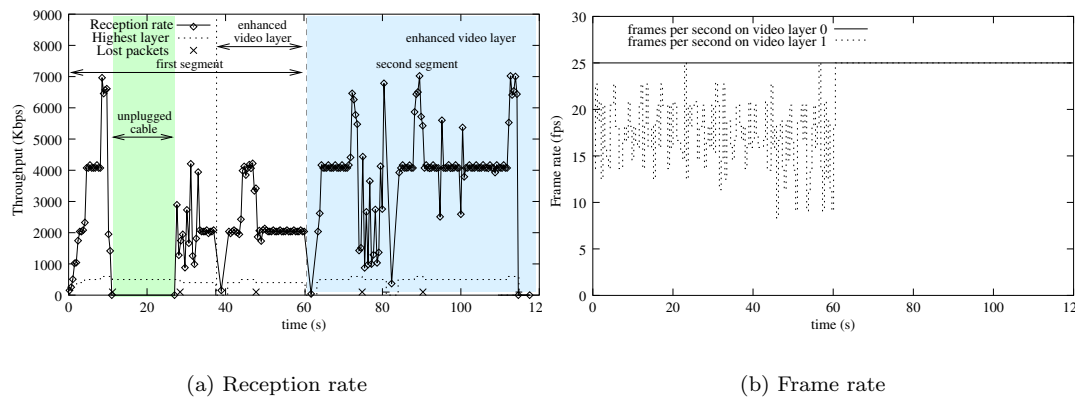 9000
8000
7000
6000
5000
4000
3000
2000
1000
0
Throughput (Kbps)
Reception rate
Highest layer
Lost packets
enhanced
video layer
enhanced video layer
first segment
second segment
unplugged
cable
0
20
40
60
80
100
12
time (s)
(a) Reception rate
30
25
20
15
10
5
0
Frame rate (fps)
frames per second on video layer 0
frames per second on video layer 1
0
20
40
60
80
100
120
time (s)
(b) Frame rate